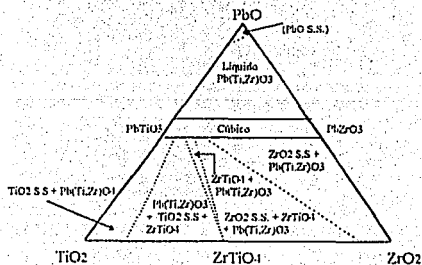 PbO
(PbO S.S.)
Líquido
Pb(Ti,Zr)O3
PbTiO3
Cúbico
PbZrO3
ZrO2 S.S +
Pb(Ti,Zr)O3
ZrTiO4
+
Pb(Ti,Zr)O3
TiO2 S.S + Pb(Ti,Zr)O4
Pb(Ti,Zr)O3
+ TiO2 S.S +
ZrTiO4
ZrO2 S.S. + ZrTiO4
+ Pb(Ti,Zr)O3
TiO2
ZrTiO4
ZrO2